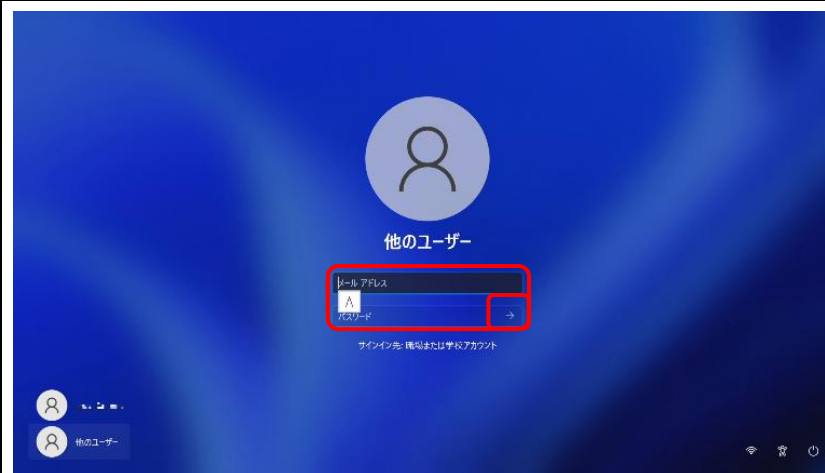 他のユーザー
メール アドレス
A
パスワード
サインイン先: 職場または学校アカウント
他のユーザー